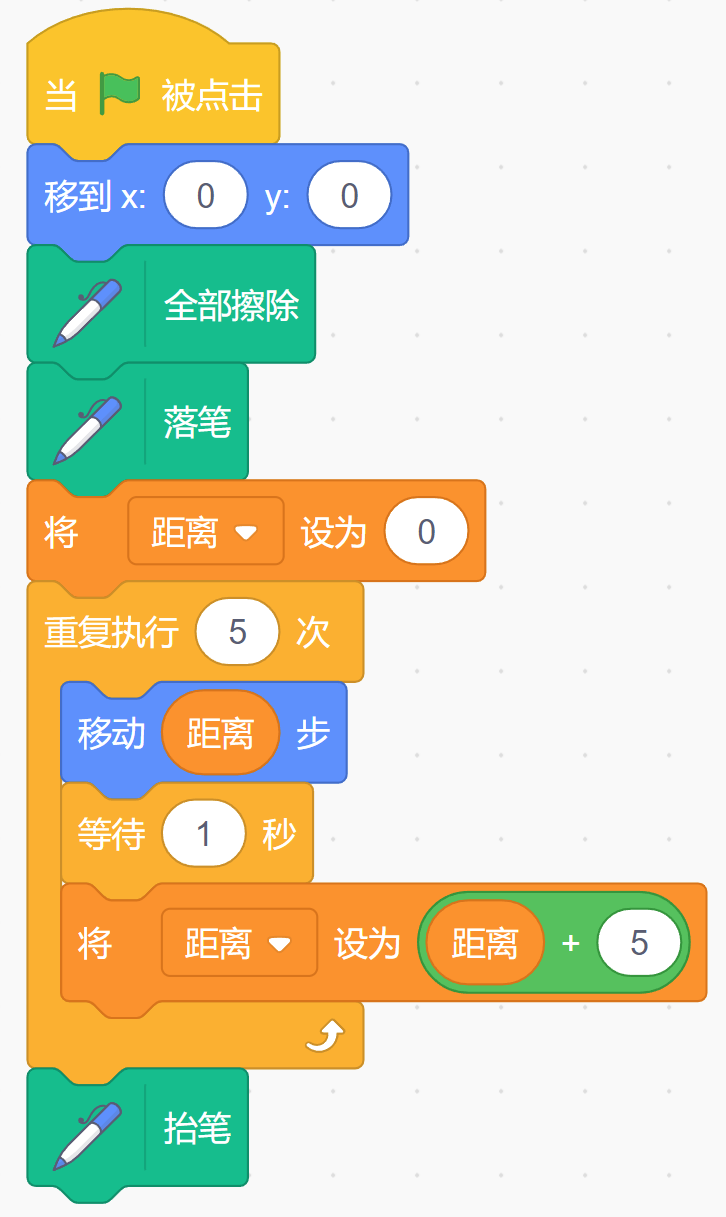 当 被点击
移到 x: 0 y: 0
全部擦除
落笔
将 距离 设为 0
重复执行 5 次
移动 距离 步
等待 1 秒
将 距离 设为 距离 + 5
抬笔